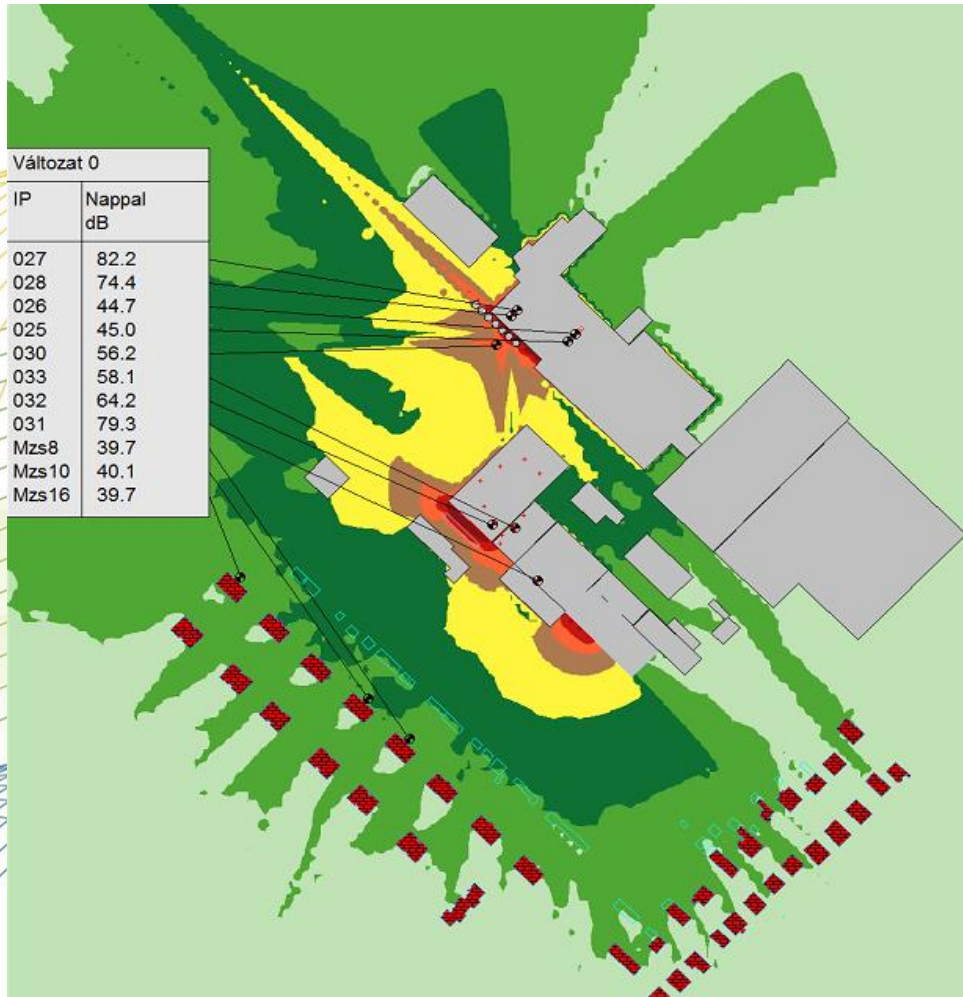 Változat 0
IP Nappal
dB
027 82.2
028 74.4
026 44.7
025 45.0
030 56.2
033 58.1
032 64.2
031 79.3
Mzs8 39.7
Mzs10 40.1
Mzs16 39.7